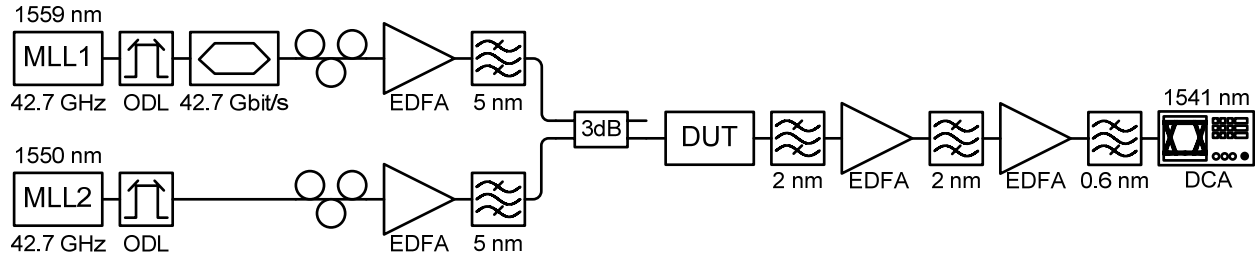 1559 nm
MLL1
42.7 GHz
ODL
42.7 Gbit/s
EDFA
5 nm
1550 nm
MLL2
42.7 GHz
ODL
EDFA
5 nm
3dB
DUT
2 nm
EDFA
2 nm
EDFA
0.6 nm
1541 nm
DCA